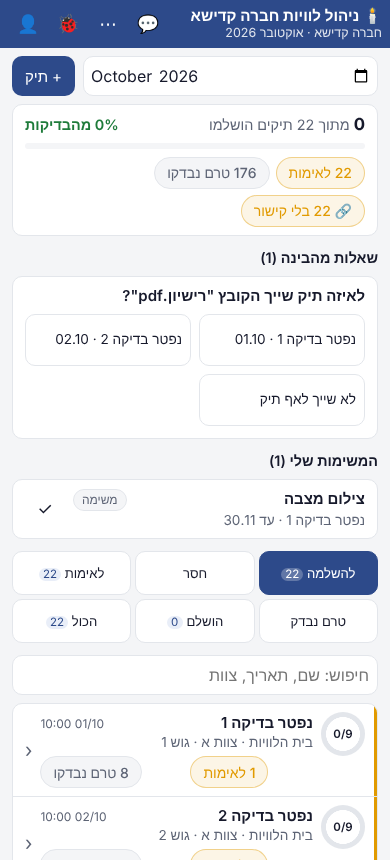 🕯️ ניהול לוויות חברה קדישא
חברה קדישא · אוקטובר 2026
💬 ⋯ 🐞 👤
October 2026
+ תיק
0 מתוך 22 תיקים הושלמו
0% מהבדיקות
22 לאימות
176 טרם נבדקו
🔗 22 בלי קישור
שאלות מהבינה (1)
לאיזה תיק שייך הקובץ "רישיון.pdf"?
נפטר בדיקה 1 · 01.10
נפטר בדיקה 2 · 02.10
לא שייך לאף תיק
המשימות שלי (1)
צילום מצבה
משימה
✓
נפטר בדיקה 1 · עד 30.11
להשלמה 22
חסר
לאימות 22
טרם נבדק
הושלם 0
הכול 22
חיפוש: שם, תאריך, צוות
0/9
נפטר בדיקה 1
01/10 10:00
בית הלוויות · צוות א · גוש 1
1 לאימות
8 טרם נבדקו
0/9
נפטר בדיקה 2
02/10 10:00
בית הלוויות · צוות א · גוש 2